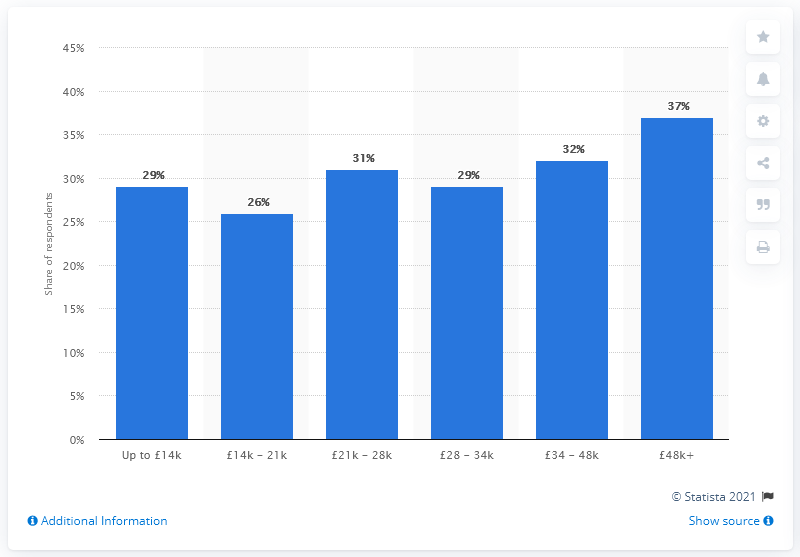 45%
40%
35%
30%
25%
20%
15%
10%
5%
0%
Share of respondents
29%
26%
31%
29%
32%
37%
Up to £14k
£14k – 21k
£21k – 28k
£28 – 34k
£34 – 48k
£48k+
© Statista 2021
Additional Information
Show source